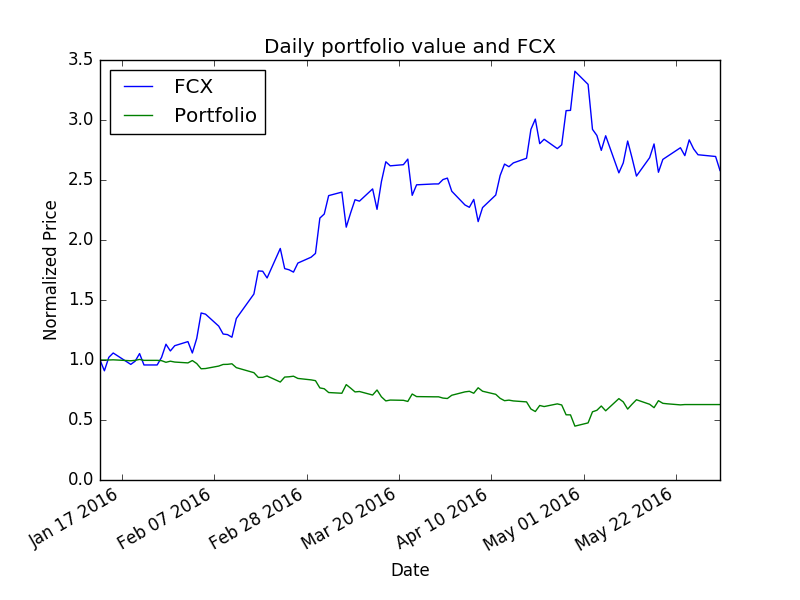 Daily portfolio value and FCX
FCX
Portfolio
3.5
3.0
2.5
2.0
1.5
1.0
0.5
0.0
Normalized Price
Jan 17 2016
Feb 07 2016
Feb 28 2016
Mar 20 2016
Apr 10 2016
May 01 2016
May 22 2016
Date